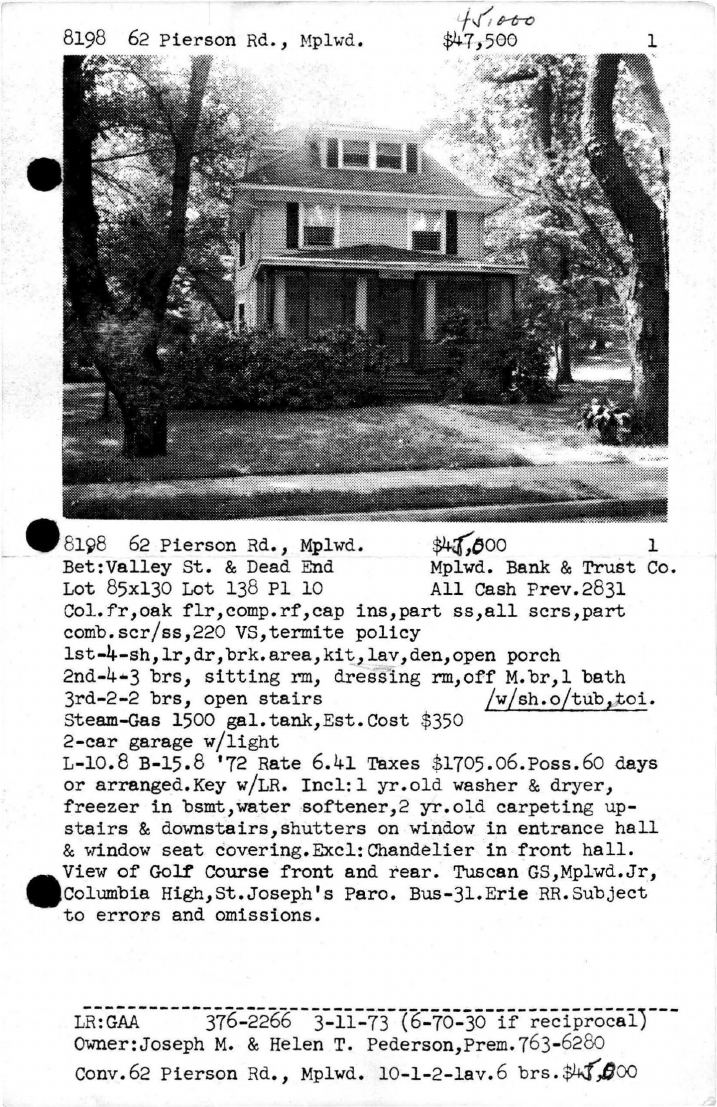 45,000
8198 62 Pierson Rd., Mplwd. $47,500 1
8198 62 Pierson Rd., Mplwd. $45,000 1
Bet:Valley St. & Dead End Mplwd. Bank & Trust Co.
Lot 85x130 Lot 138 Pl 10 All Cash Prev.2831
Col.fr,oak flr,comp.rf,cap ins,part ss,all scrs,part
comb.scr/ss,220 VS,termite policy
1st-4-sh,lr,dr,brk.area,kit,lav,den,open porch
2nd-4-3 brs, sitting rm, dressing rm,off M.br,1 bath
3rd-2-2 brs, open stairs /w/sh.o/tub,toi.
Steam-Gas 1500 gal.tank,Est.Cost $350
2-car garage w/light
L-10.8 B-15.8 '72 Rate 6.41 Taxes $1705.06.Poss.60 days
or arranged.Key w/LR. Incl:1 yr.old washer & dryer,
freezer in bsmt,water softener,2 yr.old carpeting up-
stairs & downstairs,shutters on window in entrance hall
& window seat covering.Excl:Chandelier in front hall.
View of Golf Course front and rear. Tuscan GS,Mplwd.Jr,
Columbia High,St.Joseph's Paro. Bus-31.Erie RR.Subject
to errors and omissions.
LR:GAA 376-2266 3-11-73 (6-70-30 if reciprocal)
Owner:Joseph M. & Helen T. Pederson,Prem.763-6280
Conv.62 Pierson Rd., Mplwd. 10-1-2-lav.6 brs.$45,000